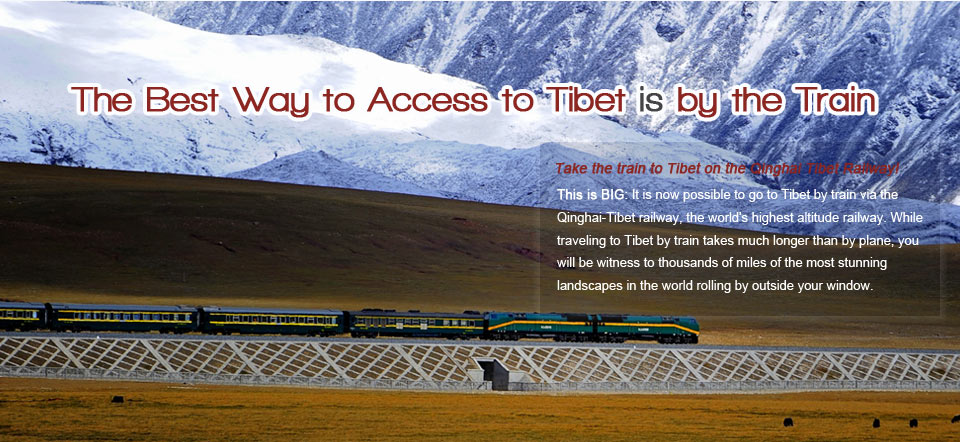 The Best Way to Access to Tibet is by the Train
Take the train to Tibet on the Qinghai Tibet Railway!
This is BIG: It is now possible to go to Tibet by train via the
Qinghai-Tibet railway, the world's highest altitude railway. While
traveling to Tibet by train takes much longer than by plane, you
will be witness to thousands of miles of the most stunning
landscapes in the world rolling by outside your window.